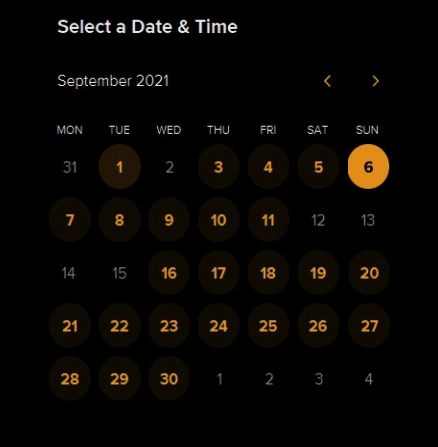 Select a Date & Time
September 2021
MON TUE WED THU FRI SAT SUN
31 1 2 3 4 5 6
7 8 9 10 11 12 13
14 15 16 17 18 19 20
21 22 23 24 25 26 27
28 29 30 1 2 3 4